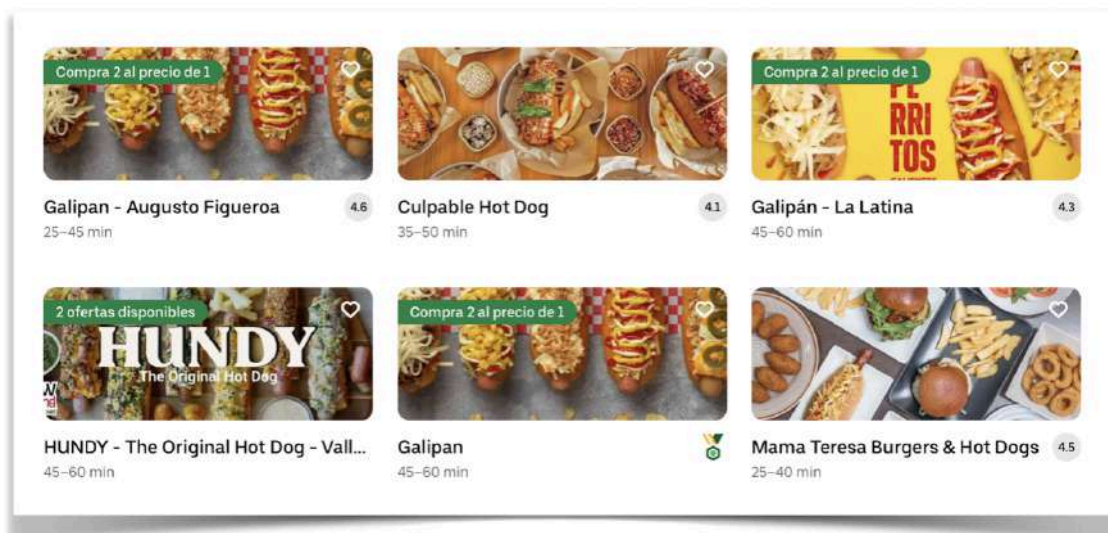 Compra 2 al precio de 1
Galipan - Augusto Figueroa
4.6
25–45 min
Culpable Hot Dog
4.1
35–50 min
Compra 2 al precio de 1
PE
RRI
TOS
Galipán - La Latina
4.3
45–60 min
2 ofertas disponibles
HUNDY
The Original Hot Dog
HUNDY - The Original Hot Dog - Vall...
45–60 min
Compra 2 al precio de 1
Galipan
45–60 min
Mama Teresa Burgers & Hot Dogs
4.5
25–40 min